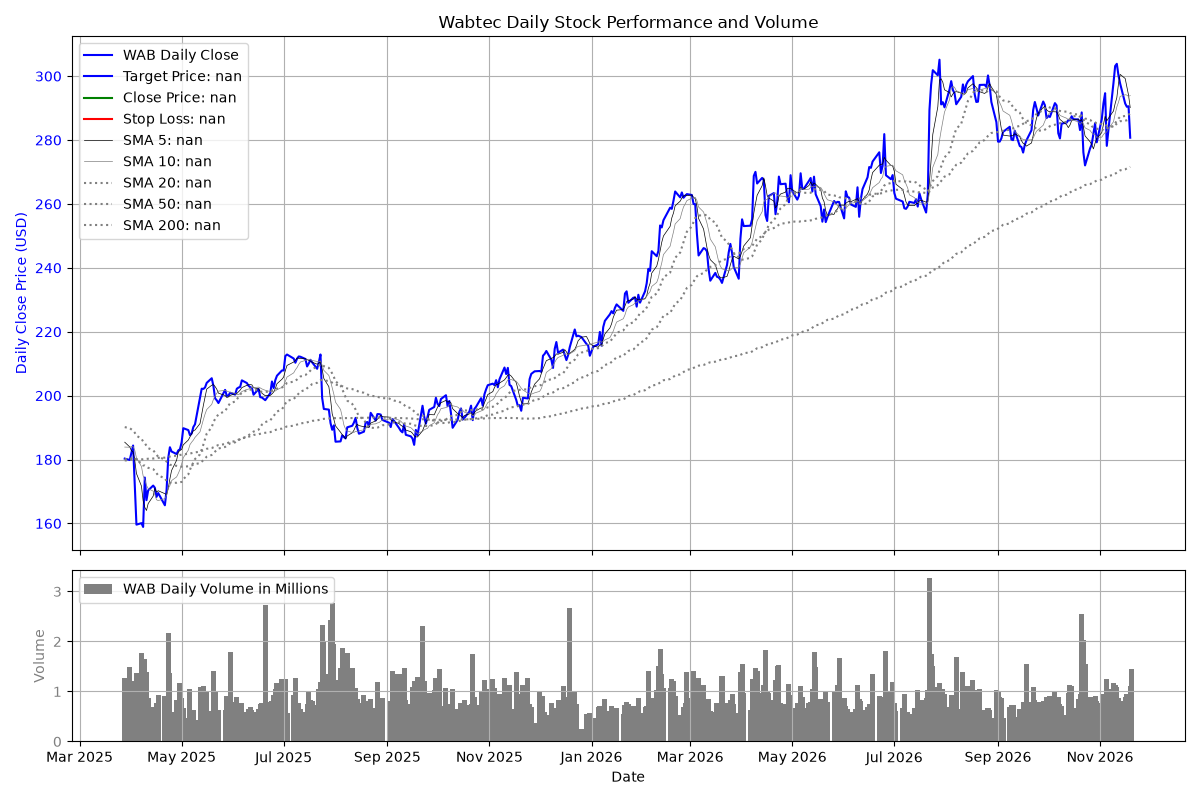 Wabtec Daily Stock Performance and Volume
WAB Daily Close
Target Price: nan
Close Price: nan
Stop Loss: nan
SMA 5: nan
SMA 10: nan
SMA 20: nan
SMA 50: nan
SMA 200: nan
Daily Close Price (USD)
300
280
260
240
220
200
180
160
WAB Daily Volume in Millions
Volume
3
2
1
0
Mar 2025 May 2025 Jul 2025 Sep 2025 Nov 2025 Jan 2026 Mar 2026 May 2026 Jul 2026 Sep 2026 Nov 2026
Date